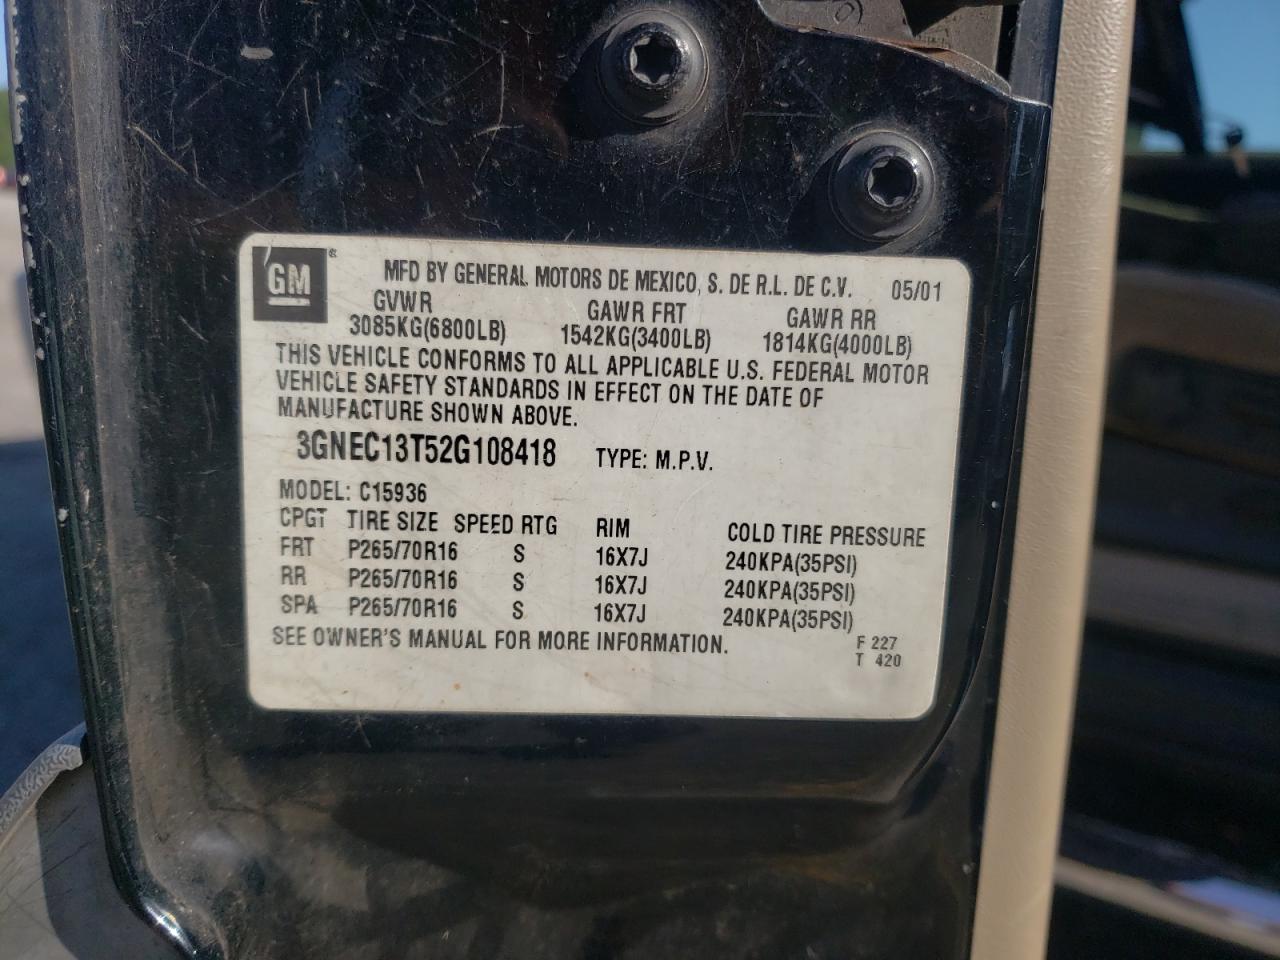 GM
MFD BY GENERAL MOTORS DE MEXICO, S. DE R.L. DE C.V. 05/01
GVWR GAWR FRT GAWR RR
3085KG(6800LB) 1542KG(3400LB) 1814KG(4000LB)
THIS VEHICLE CONFORMS TO ALL APPLICABLE U.S. FEDERAL MOTOR
VEHICLE SAFETY STANDARDS IN EFFECT ON THE DATE OF
MANUFACTURE SHOWN ABOVE.
3GNEC13T52G108418 TYPE: M.P.V.
MODEL: C15936
CPGT TIRE SIZE SPEED RTG RIM COLD TIRE PRESSURE
FRT P265/70R16 S 16X7J 240KPA(35PSI)
RR P265/70R16 S 16X7J 240KPA(35PSI)
SPA P265/70R16 S 16X7J 240KPA(35PSI)
SEE OWNER'S MANUAL FOR MORE INFORMATION. F 227
T 420